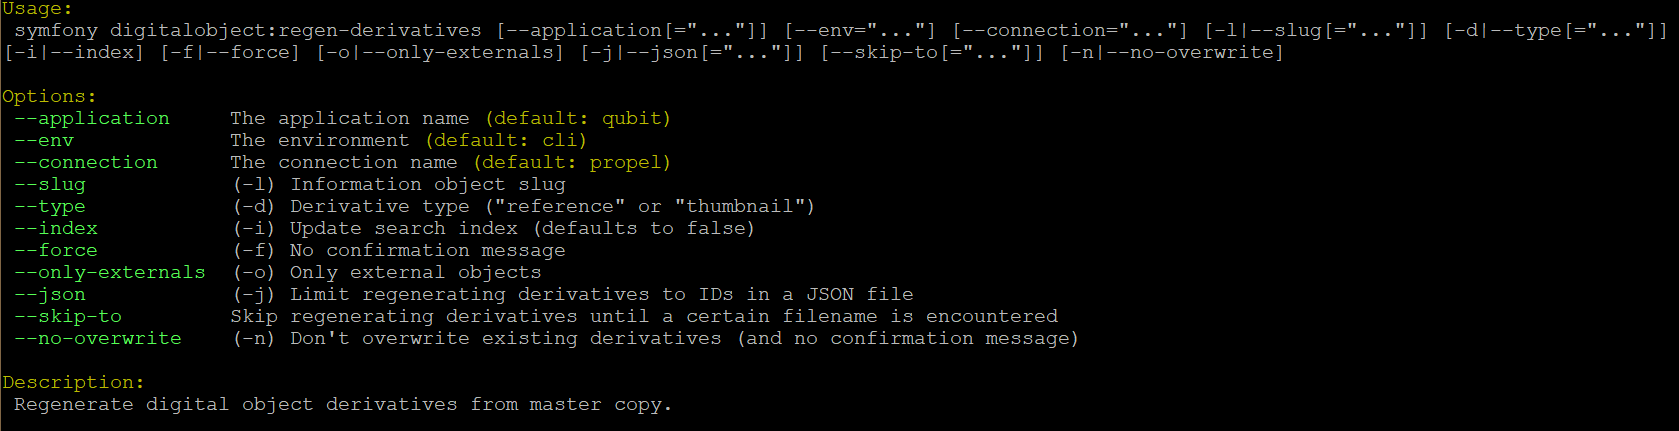 Usage:
symfony digitalobject:regen-derivatives [--application[="..."]] [--env="..."] [--connection="..."] [-l|--slug[="..."]] [-d|--type[="..."]]
[-i|--index] [-f|--force] [-o|--only-externals] [-j|--json[="..."]] [--skip-to[="..."]] [-n|--no-overwrite]
Options:
--application     The application name (default: qubit)
--env             The environment (default: cli)
--connection      The connection name (default: propel)
--slug            (-l) Information object slug
--type            (-d) Derivative type ("reference" or "thumbnail")
--index           (-i) Update search index (defaults to false)
--force           (-f) No confirmation message
--only-externals  (-o) Only external objects
--json            (-j) Limit regenerating derivatives to IDs in a JSON file
--skip-to         Skip regenerating derivatives until a certain filename is encountered
--no-overwrite    (-n) Don't overwrite existing derivatives (and no confirmation message)
Description:
Regenerate digital object derivatives from master copy.